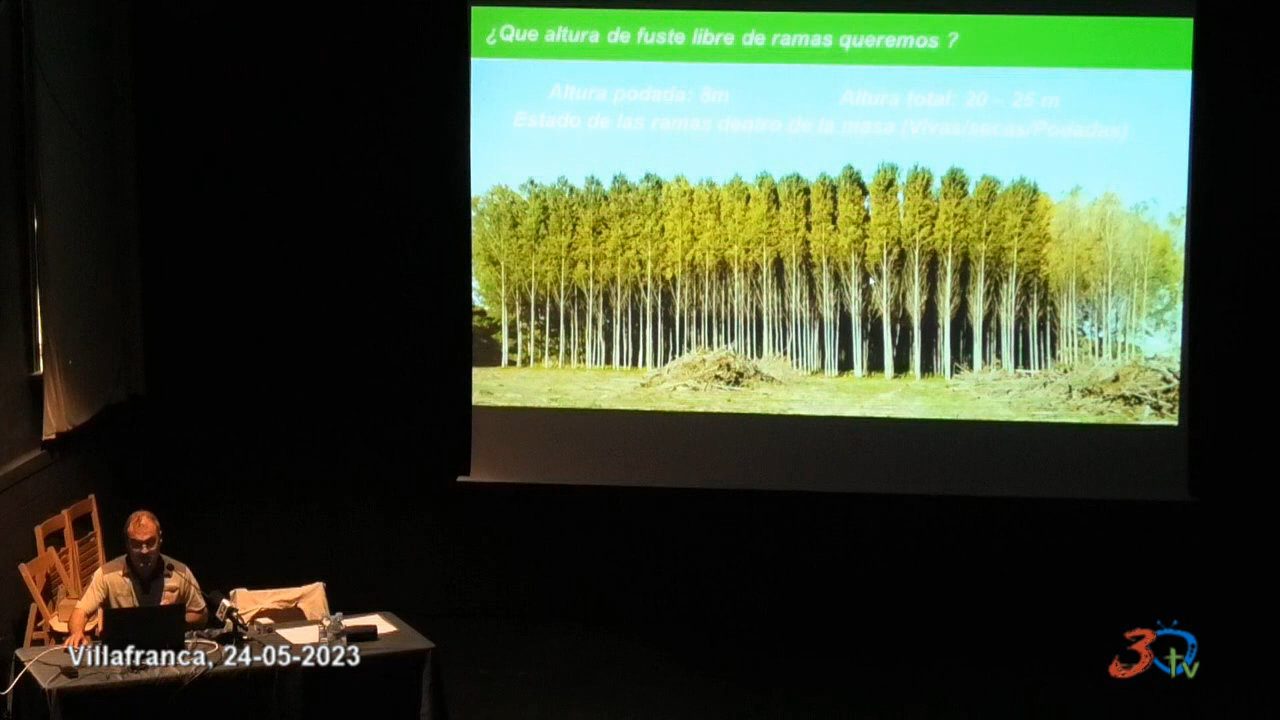 ¿Que altura de fuste libre de ramas queremos ?
Altura podada: 8m Altura total: 20 – 25 m
Estado de las ramas dentro de la masa (Vivas/secas/Podadas)
Villafranca, 24-05-2023
30tv